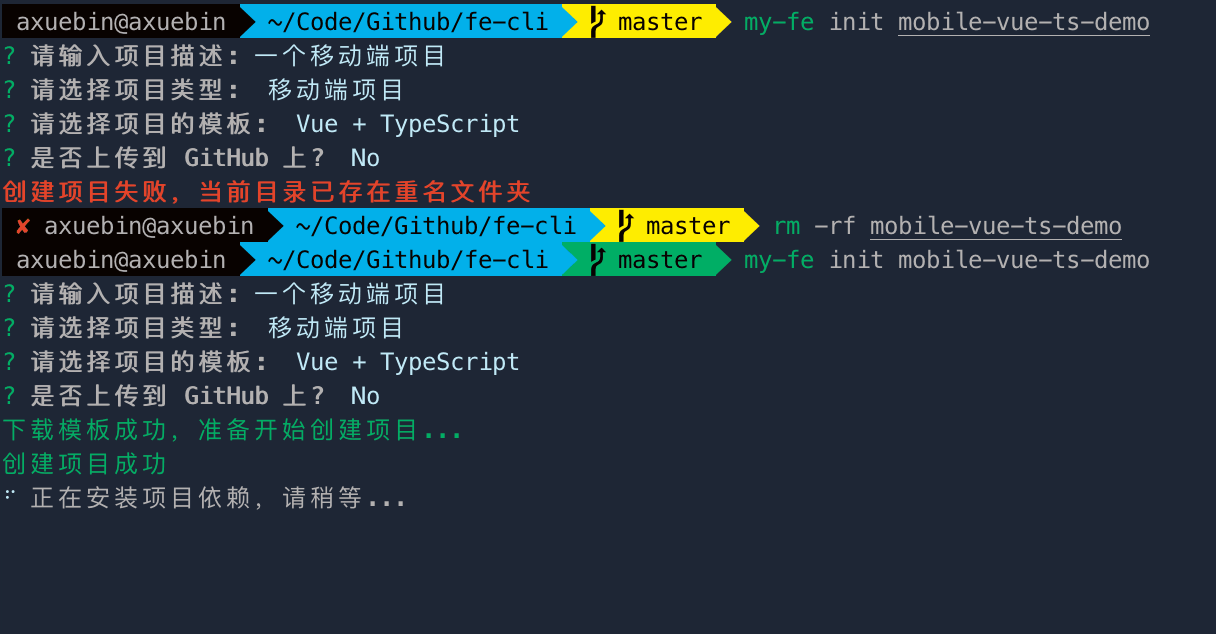 axuebin@axuebin ~/Code/Github/fe-cli master my-fe init mobile-vue-ts-demo
? 请输入项目描述: 一个移动端项目
? 请选择项目类型: 移动端项目
? 请选择项目的模板: Vue + TypeScript
? 是否上传到 GitHub 上? No
创建项目失败, 当前目录已存在重名文件夹
✘ axuebin@axuebin ~/Code/Github/fe-cli master rm -rf mobile-vue-ts-demo
axuebin@axuebin ~/Code/Github/fe-cli master my-fe init mobile-vue-ts-demo
? 请输入项目描述: 一个移动端项目
? 请选择项目类型: 移动端项目
? 请选择项目的模板: Vue + TypeScript
? 是否上传到 GitHub 上? No
下载模板成功, 准备开始创建项目...
创建项目成功
⠋ 正在安装项目依赖, 请稍等...